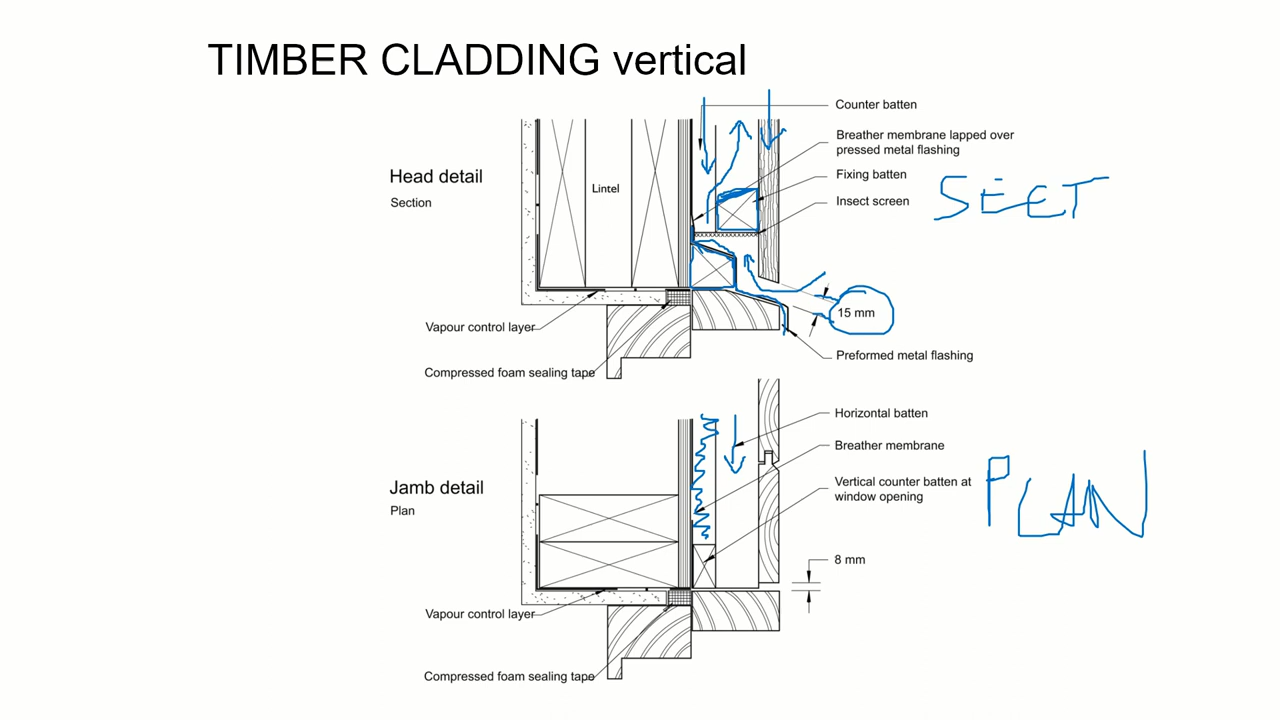 TIMBER CLADDING vertical
Counter batten
Breather membrane lapped over
pressed metal flashing
Head detail
Section
Lintel
Fixing batten
Insect screen
SEET
15 mm
Vapour control layer
Preformed metal flashing
Compressed foam sealing tape
Horizontal batten
Breather membrane
Jamb detail
Plan
Vertical counter batten at
window opening
PLAN
8 mm
Vapour control layer
Compressed foam sealing tape